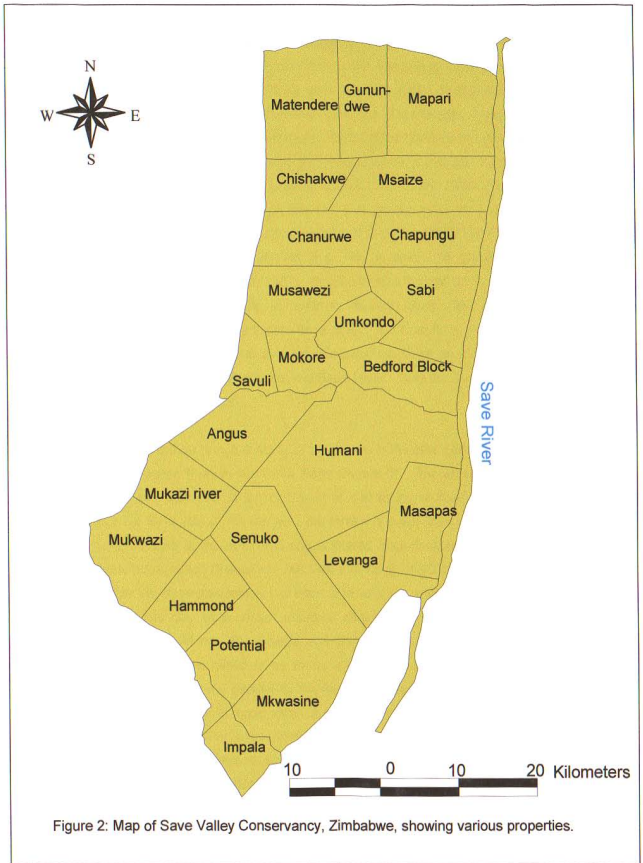 N
W E
S
Matendere
Gunun-
dwe
Mapari
Chishakwe
Msaize
Chanurwe
Chapungu
Musawezi
Sabi
Umkondo
Mokore
Bedford Block
Savuli
Save River
Angus
Humani
Mukazi river
Masapas
Mukwazi
Senuko
Levanga
Hammond
Potential
Mkwasine
Impala
10 0 10 20 Kilometers
Figure 2: Map of Save Valley Conservancy, Zimbabwe, showing various properties.